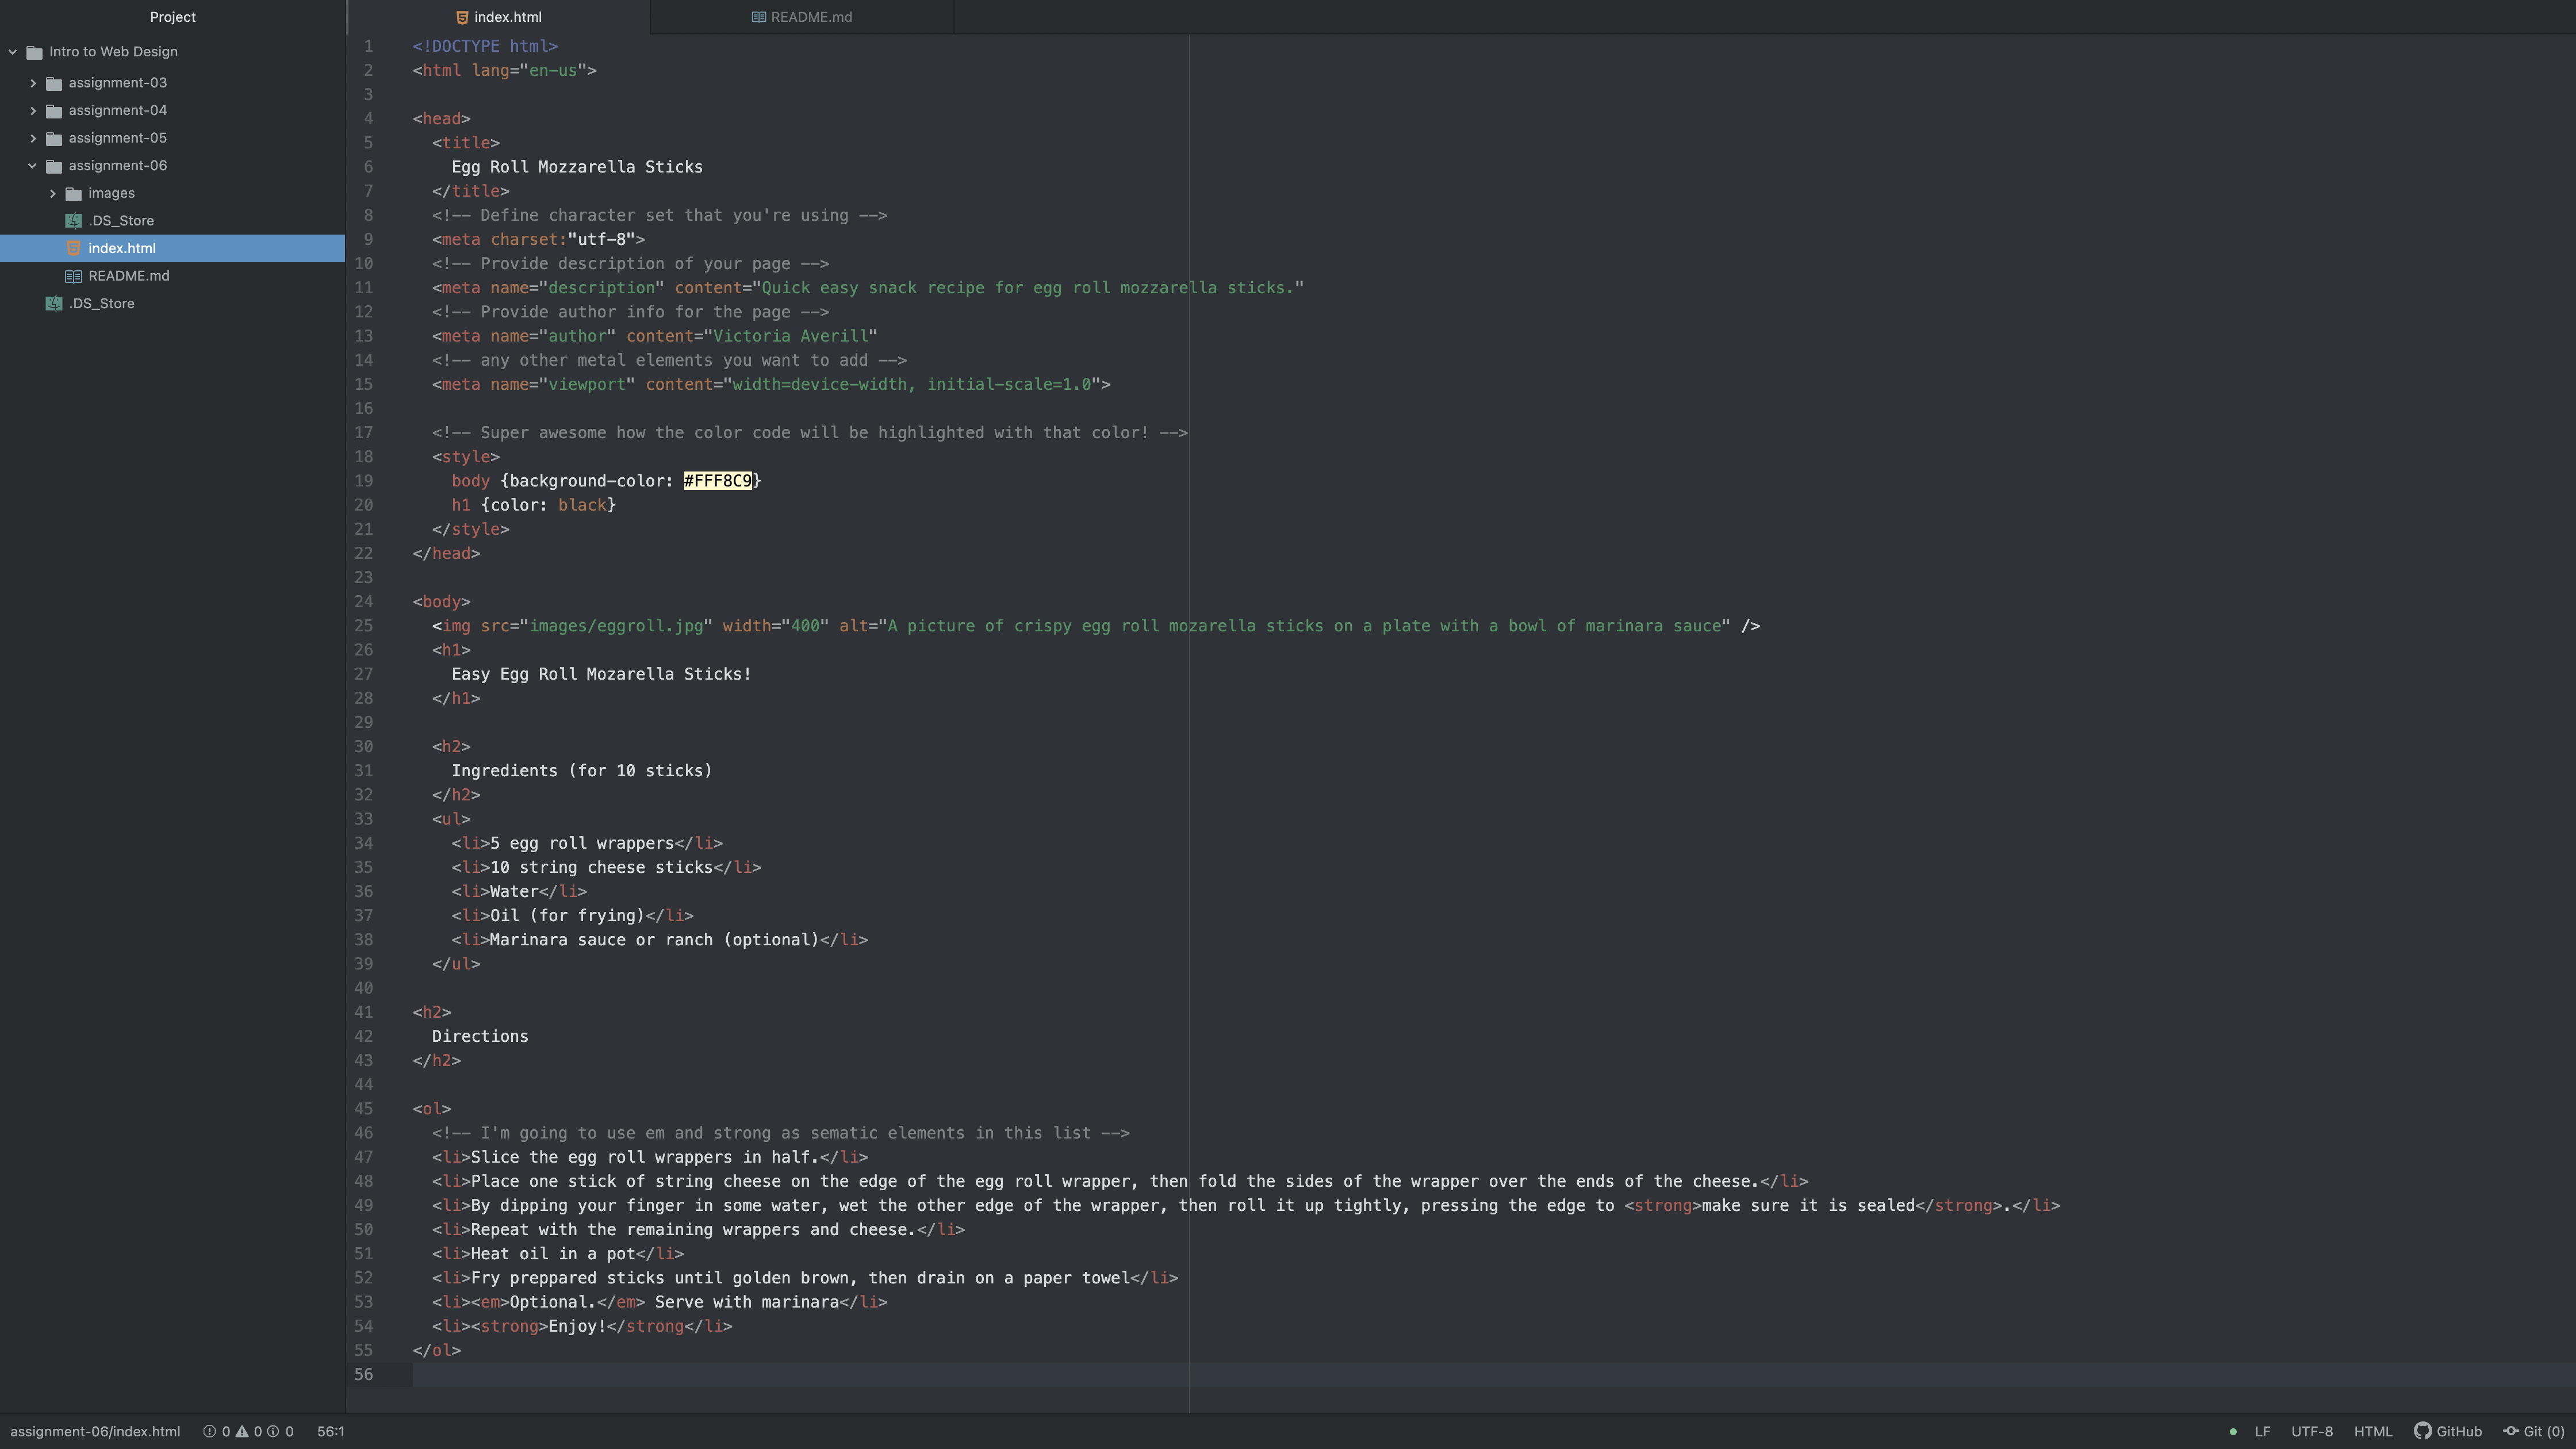 Project
index.html
README.md
Intro to Web Design
assignment-03
assignment-04
assignment-05
assignment-06
images
.DS_Store
index.html
README.md
.DS_Store
1 <!DOCTYPE html>
2 <html lang="en-us">
3
4 <head>
5 <title>
6 Egg Roll Mozzarella Sticks
7 </title>
8 <!-- Define character set that you're using -->
9 <meta charset:"utf-8">
10 <!-- Provide description of your page -->
11 <meta name="description" content="Quick easy snack recipe for egg roll mozzarella sticks."
12 <!-- Provide author info for the page -->
13 <meta name="author" content="Victoria Averill"
14 <!-- any other metal elements you want to add -->
15 <meta name="viewport" content="width=device-width, initial-scale=1.0">
16
17 <!-- Super awesome how the color code will be highlighted with that color! -->
18 <style>
19 body {background-color: #FFF8C9}
20 h1 {color: black}
21 </style>
22 </head>
23
24 <body>
25 <img src="images/eggroll.jpg" width="400" alt="A picture of crispy egg roll mozarella sticks on a plate with a bowl of marinara sauce" />
26 <h1>
27 Easy Egg Roll Mozarella Sticks!
28 </h1>
29
30 <h2>
31 Ingredients (for 10 sticks)
32 </h2>
33 <ul>
34 <li>5 egg roll wrappers</li>
35 <li>10 string cheese sticks</li>
36 <li>Water</li>
37 <li>Oil (for frying)</li>
38 <li>Marinara sauce or ranch (optional)</li>
39 </ul>
40
41 <h2>
42 Directions
43 </h2>
44
45 <ol>
46 <!-- I'm going to use em and strong as sematic elements in this list -->
47 <li>Slice the egg roll wrappers in half.</li>
48 <li>Place one stick of string cheese on the edge of the egg roll wrapper, then fold the sides of the wrapper over the ends of the cheese.</li>
49 <li>By dipping your finger in some water, wet the other edge of the wrapper, then roll it up tightly, pressing the edge to <strong>make sure it is sealed</strong>.</li>
50 <li>Repeat with the remaining wrappers and cheese.</li>
51 <li>Heat oil in a pot</li>
52 <li>Fry preppared sticks until golden brown, then drain on a paper towel</li>
53 <li><em>Optional.</em> Serve with marinara</li>
54 <li><strong>Enjoy!</strong</li>
55 </ol>
56
assignment-06/index.html 0 0 0 56:1 LF UTF-8 HTML GitHub Git (0)